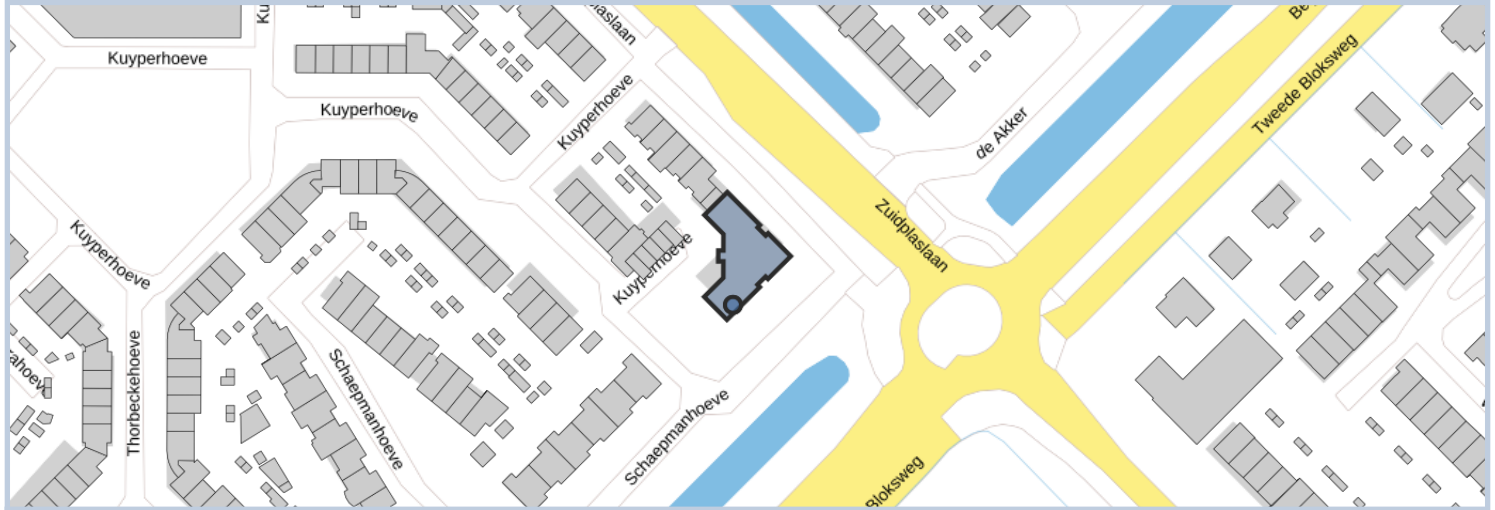 Kuyperhoeve
Kuyperhoeve
Kuyperhoeve
de Akker
Tweede Bloksweg
Zuidplaslaan
Kuyperhoeve
Kuyperhoeve
Thorbeckehoeve
Schaepmanhoeve
Schaepmanhoeve
Bloksweg